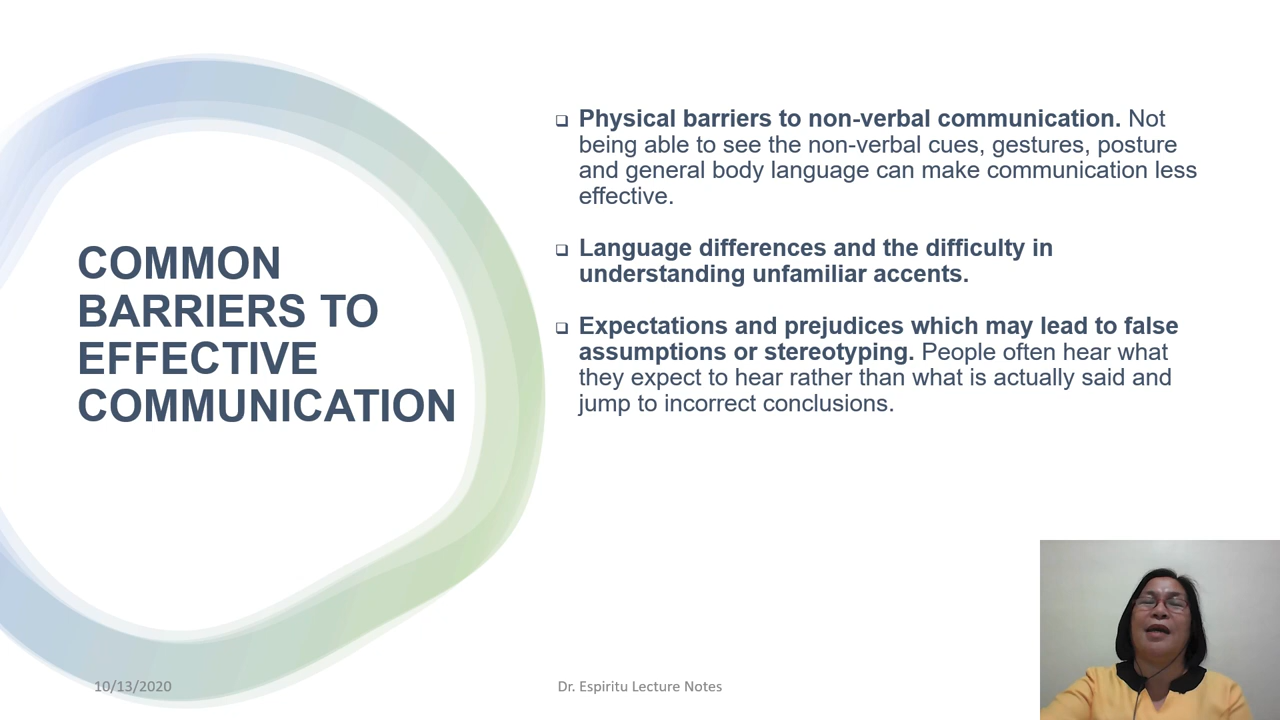 COMMON
BARRIERS TO
EFFECTIVE
COMMUNICATION
❑ Physical barriers to non-verbal communication. Not
being able to see the non-verbal cues, gestures, posture
and general body language can make communication less
effective.
❑ Language differences and the difficulty in
understanding unfamiliar accents.
❑ Expectations and prejudices which may lead to false
assumptions or stereotyping. People often hear what
they expect to hear rather than what is actually said and
jump to incorrect conclusions.
10/13/2020
Dr. Espiritu Lecture Notes